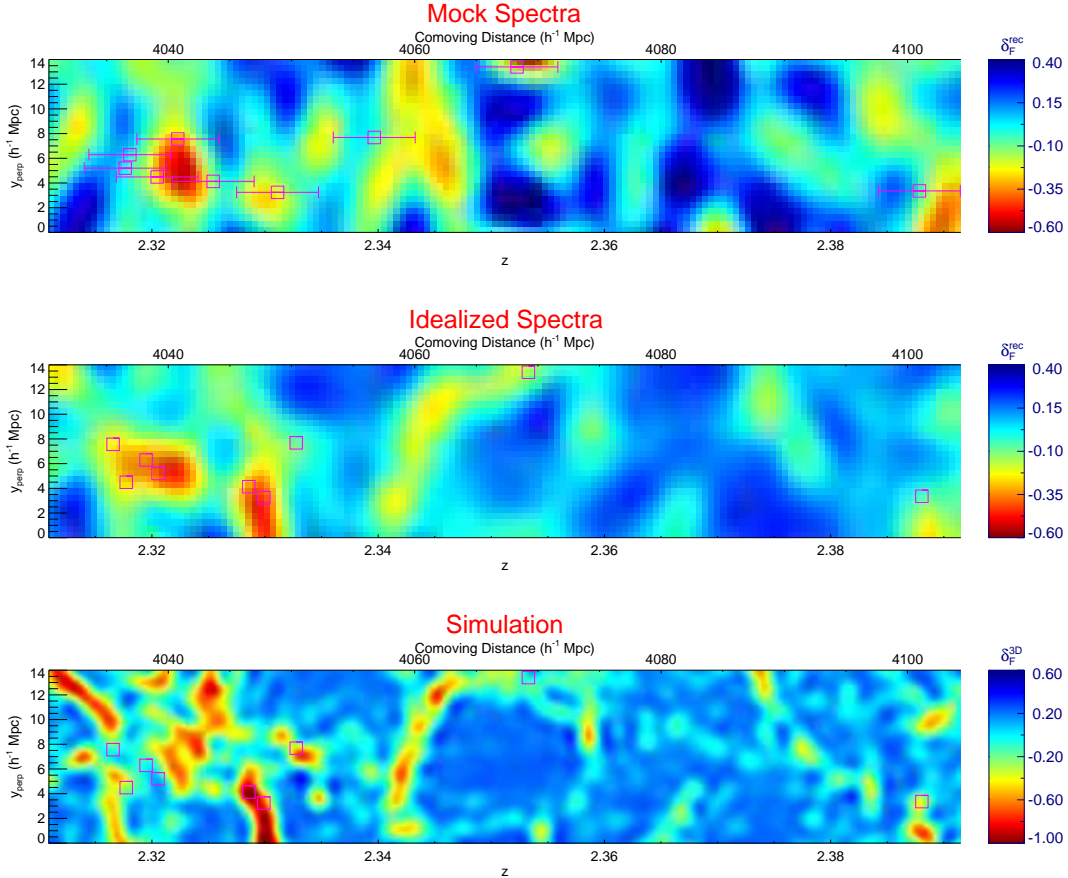 Mock Spectra
Comoving Distance (h⁻¹ Mpc)
4040 4060 4080 4100
δ_F^rec
y_perp (h⁻¹ Mpc)
14
12
10
8
6
4
2
0
2.32 2.34 2.36 2.38
z
0.40
0.15
-0.10
-0.35
-0.60
Idealized Spectra
Comoving Distance (h⁻¹ Mpc)
4040 4060 4080 4100
δ_F^rec
y_perp (h⁻¹ Mpc)
14
12
10
8
6
4
2
0
2.32 2.34 2.36 2.38
z
0.40
0.15
-0.10
-0.35
-0.60
Simulation
Comoving Distance (h⁻¹ Mpc)
4040 4060 4080 4100
δ_F^3D
y_perp (h⁻¹ Mpc)
14
12
10
8
6
4
2
0
2.32 2.34 2.36 2.38
z
0.60
0.20
-0.20
-0.60
-1.00